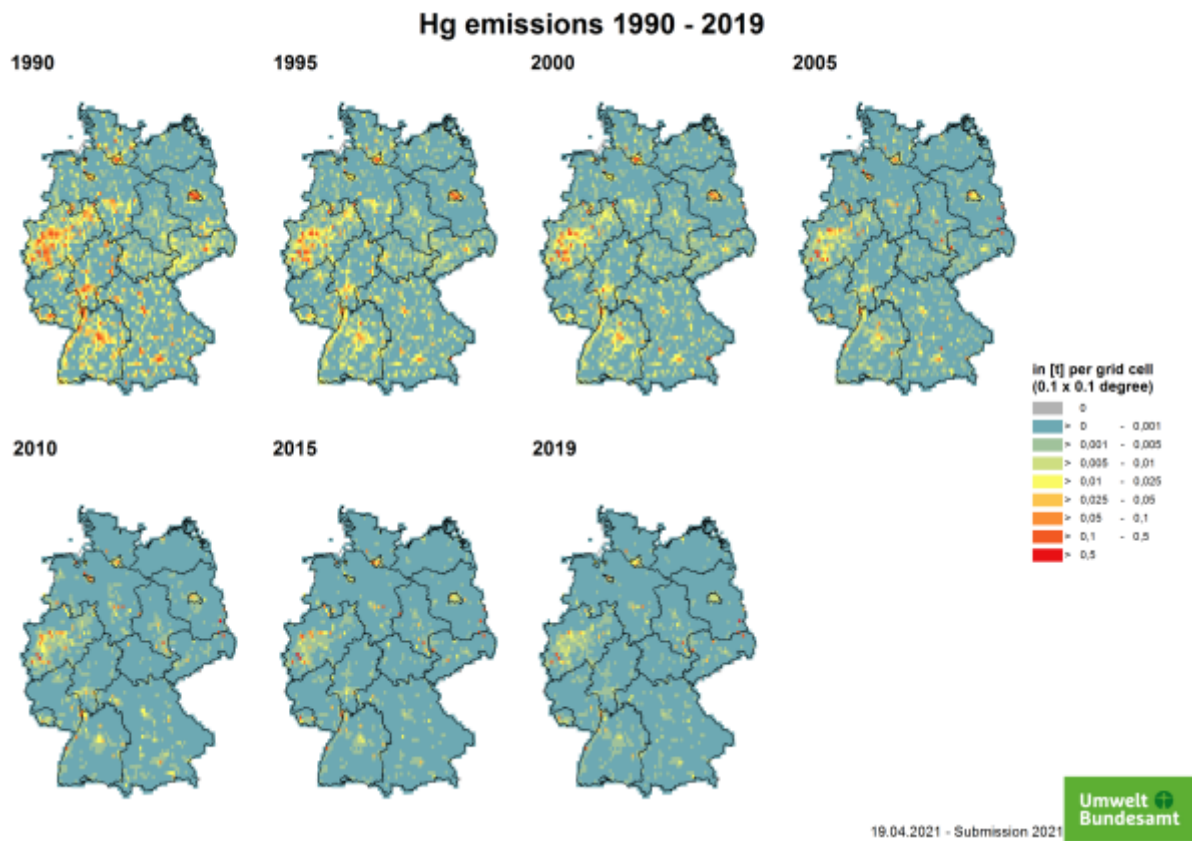 Hg emissions 1990 - 2019
1990 1995 2000 2005
2010 2015 2019
in [t] per grid cell
(0.1 x 0.1 degree)
0
> 0 - 0,001
> 0,001 - 0,005
> 0,005 - 0,01
> 0,01 - 0,025
> 0,025 - 0,05
> 0,05 - 0,1
> 0,1 - 0,5
> 0,5
19.04.2021 - Submission 2021
Umwelt
Bundesamt